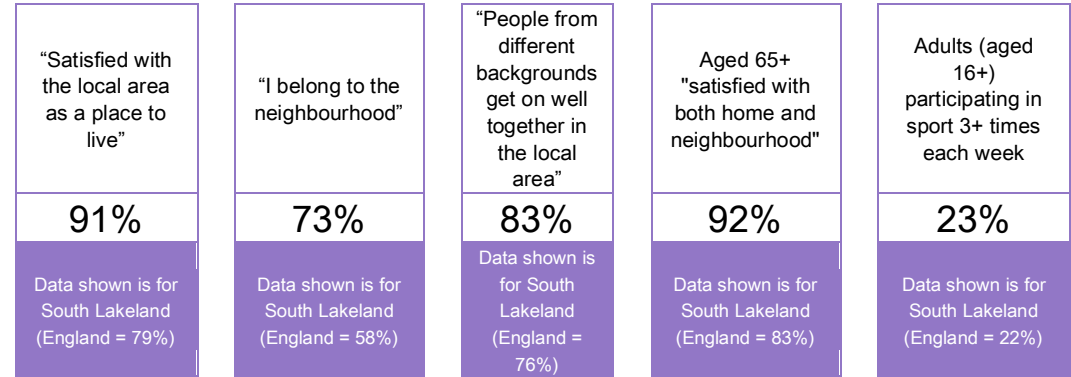 “Satisfied with
the local area
as a place to
live”
91%
Data shown is for
South Lakeland
(England = 79%)
“I belong to the
neighbourhood”
73%
Data shown is for
South Lakeland
(England = 58%)
“People from
different
backgrounds
get on well
together in
the local
area”
83%
Data shown is
for South
Lakeland
(England =
76%)
Aged 65+
"satisfied with
both home and
neighbourhood"
92%
Data shown is for
South Lakeland
(England = 83%)
Adults (aged
16+)
participating in
sport 3+ times
each week
23%
Data shown is for
South Lakeland
(England = 22%)